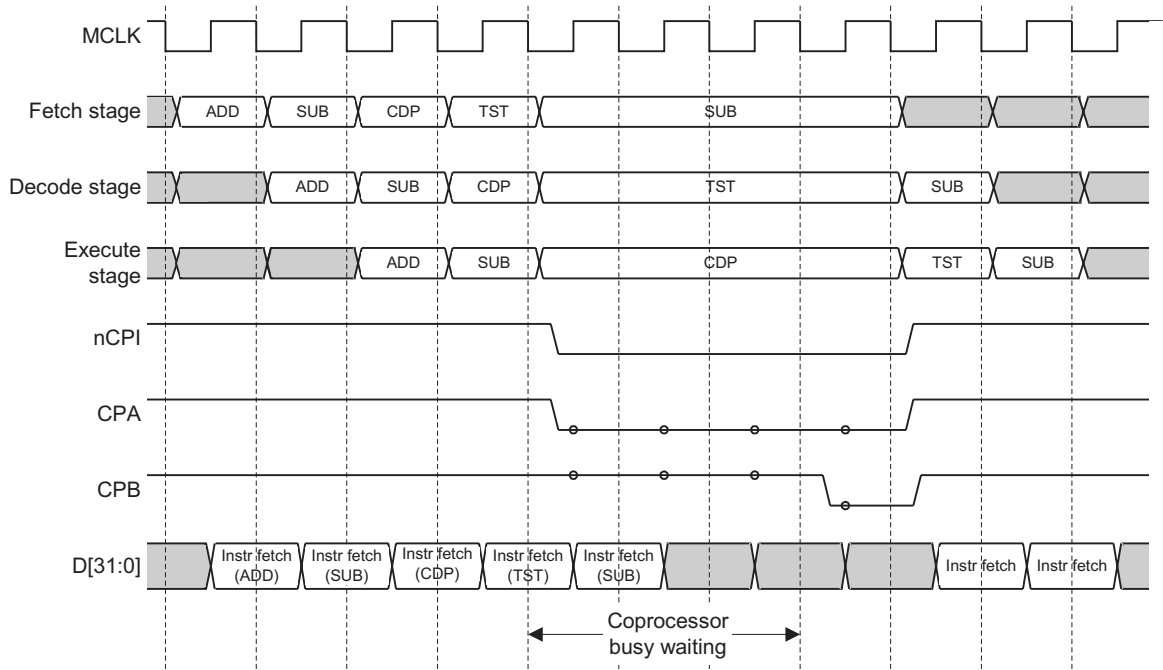 MCLK
Fetch stage
ADD
SUB
CDP
TST
SUB
Decode stage
ADD
SUB
CDP
TST
SUB
Execute
stage
ADD
SUB
CDP
TST
SUB
nCPI
CPA
CPB
D[31:0]
Instr fetch
(ADD)
Instr fetch
(SUB)
Instr fetch
(CDP)
Instr fetch
(TST)
Instr fetch
(SUB)
Instr fetch
Instr fetch
Coprocessor
busy waiting